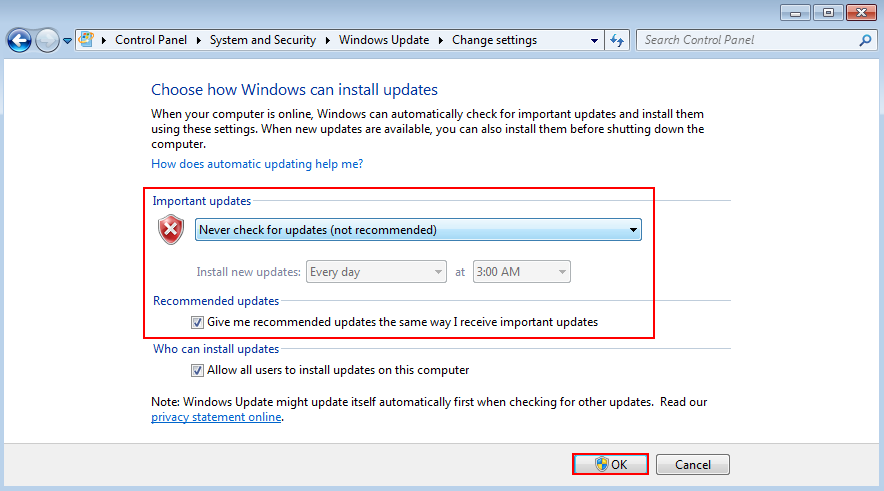 Control Panel System and Security Windows Update Change settings Search Control Panel
Choose how Windows can install updates
When your computer is online, Windows can automatically check for important updates and install them
using these settings. When new updates are available, you can also install them before shutting down the
computer.
How does automatic updating help me?
Important updates
Never check for updates (not recommended)
Install new updates: Every day at 3:00 AM
Recommended updates
Give me recommended updates the same way I receive important updates
Who can install updates
Allow all users to install updates on this computer
Note: Windows Update might update itself automatically first when checking for other updates. Read our
privacy statement online.
OK Cancel